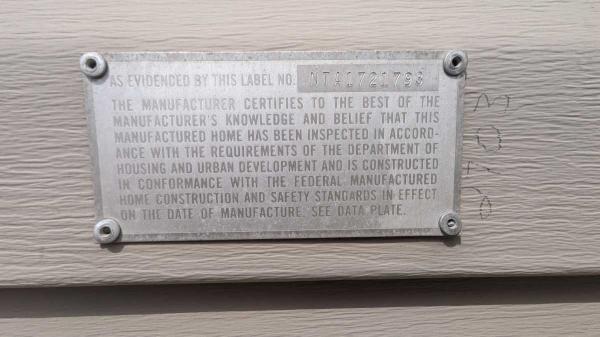 AS EVIDENCED BY THIS LABEL NO. NTA1721798
THE MANUFACTURER CERTIFIES TO THE BEST OF THE
MANUFACTURER'S KNOWLEDGE AND BELIEF THAT THIS
MANUFACTURED HOME HAS BEEN INSPECTED IN ACCORD-
ANCE WITH THE REQUIREMENTS OF THE DEPARTMENT OF
HOUSING AND URBAN DEVELOPMENT AND IS CONSTRUCTED
IN CONFORMANCE WITH THE FEDERAL MANUFACTURED
HOME CONSTRUCTION AND SAFETY STANDARDS IN EFFECT
ON THE DATE OF MANUFACTURE. SEE DATA PLATE.